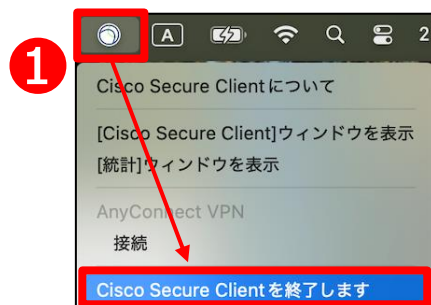 1
A
2
Cisco Secure Clientについて
[Cisco Secure Client]ウィンドウを表示
[統計]ウィンドウを表示
AnyConnect VPN
接続
Cisco Secure Clientを終了します